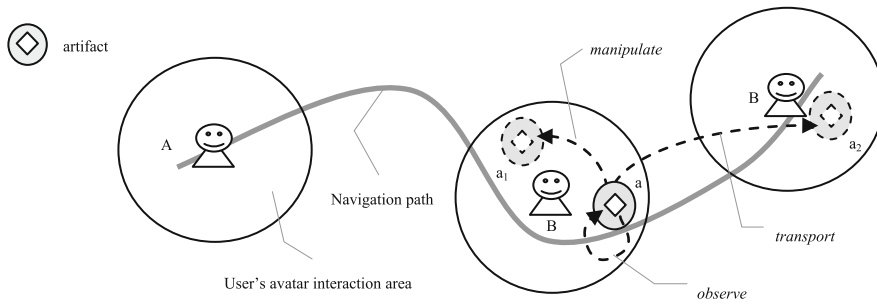 artifact
manipulate
B
A
a₁
a
a₂
Navigation path
B
transport
User's avatar interaction area
observe